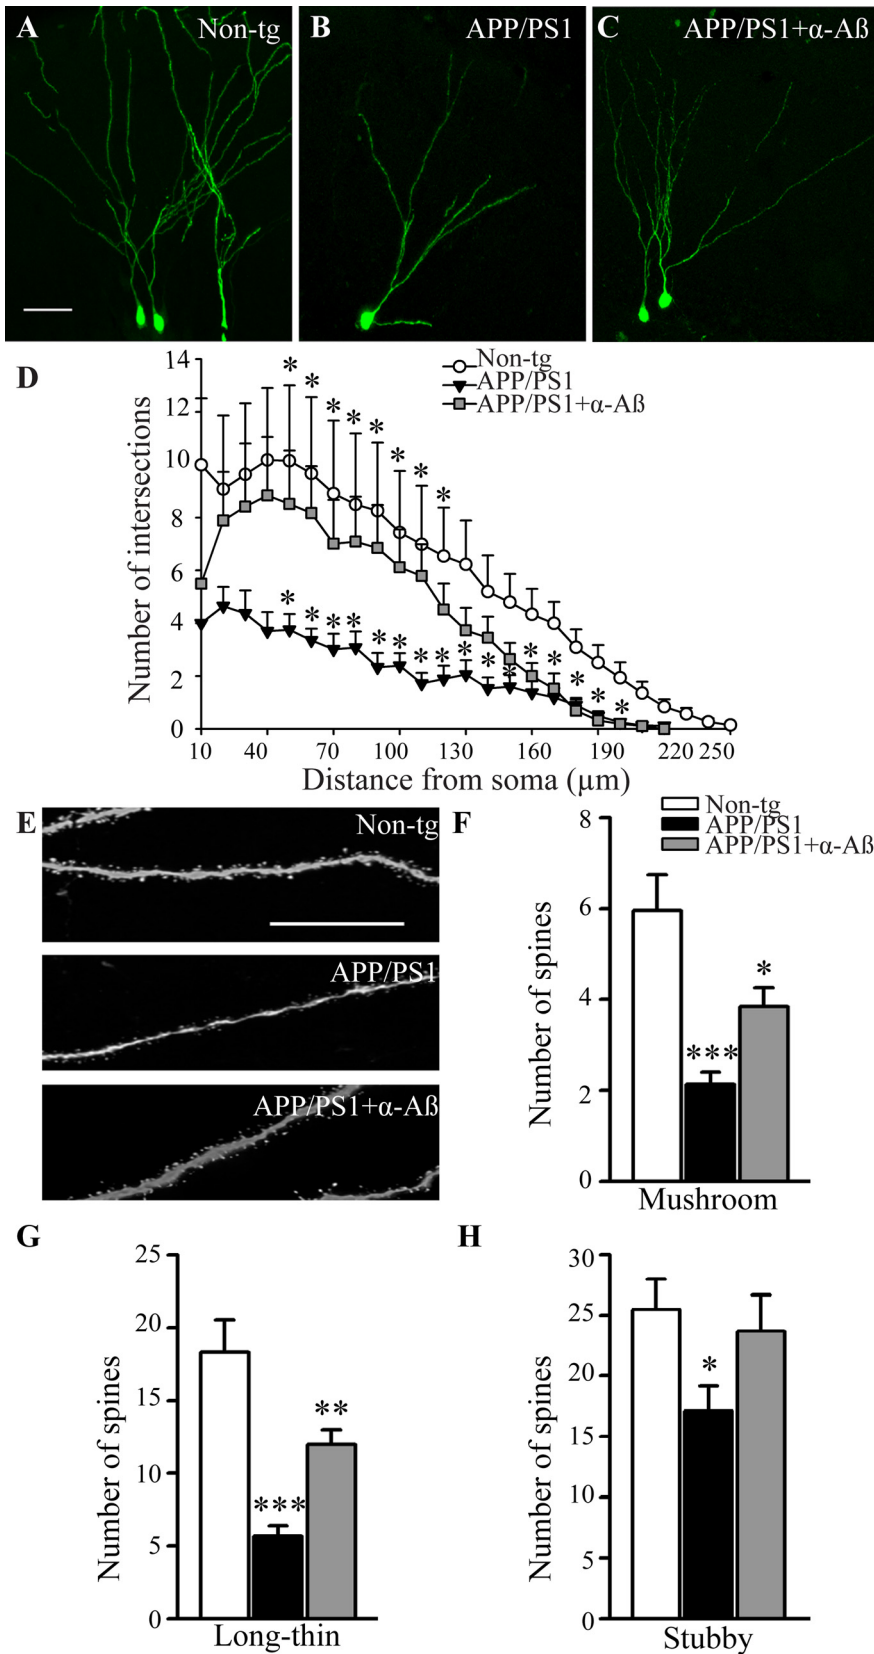 A Non-tg
B APP/PS1
C APP/PS1+α-Aß
D
Non-tg
APP/PS1
APP/PS1+α-Aß
Number of intersections
14
12
10
8
6
4
2
0
* * * * * * * *
* * * * * * * * * * * * * * * *
10 40 70 100 130 160 190 220 250
Distance from soma (µm)
E
Non-tg
APP/PS1
APP/PS1+α-Aß
F
Non-tg
APP/PS1
APP/PS1+α-Aß
Number of spines
8
6
4
2
0
***
*
Mushroom
G
Number of spines
25
20
15
10
5
0
***
**
Long-thin
H
Number of spines
30
25
20
15
10
5
0
*
Stubby